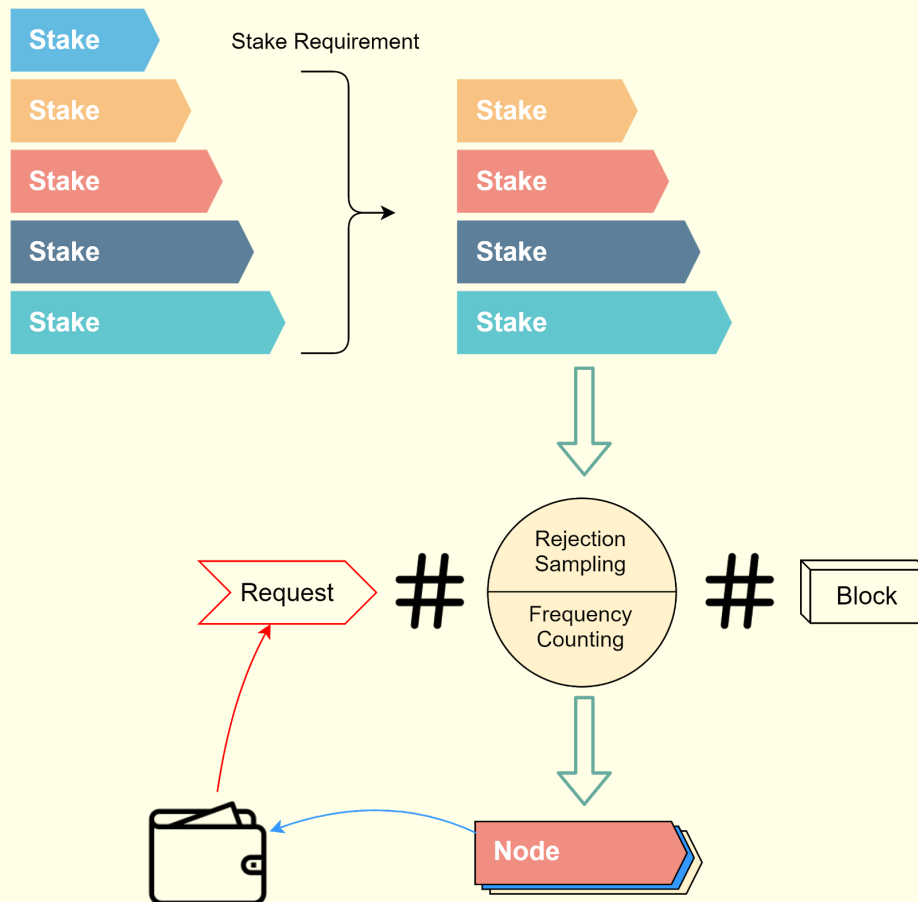 Stake
Stake Requirement
Stake
Stake
Stake
Stake
Stake
Stake
Stake
Stake
Rejection
Sampling
Frequency
Counting
Request
#
#
Block
Node